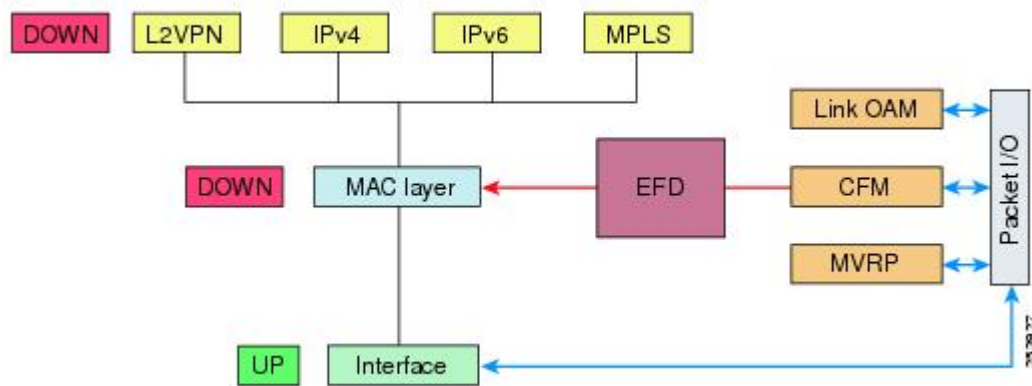 DOWN
L2VPN
IPv4
IPv6
MPLS
Link OAM
DOWN
MAC layer
EFD
CFM
Packet I/O
MVRP
UP
Interface